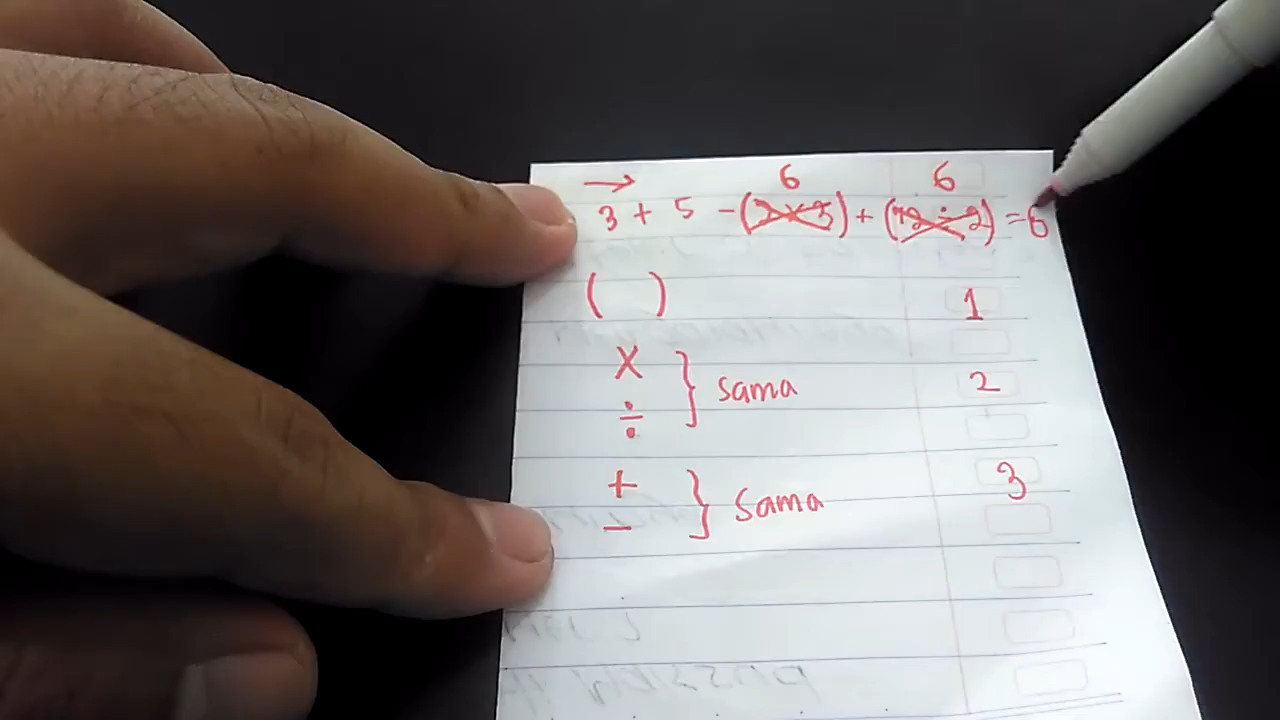 → 6 6
3 + 5 - (2 x 3) + (12 ÷ 2) = 6
( ) 1
x
÷ } sama 2
+
- } sama 3